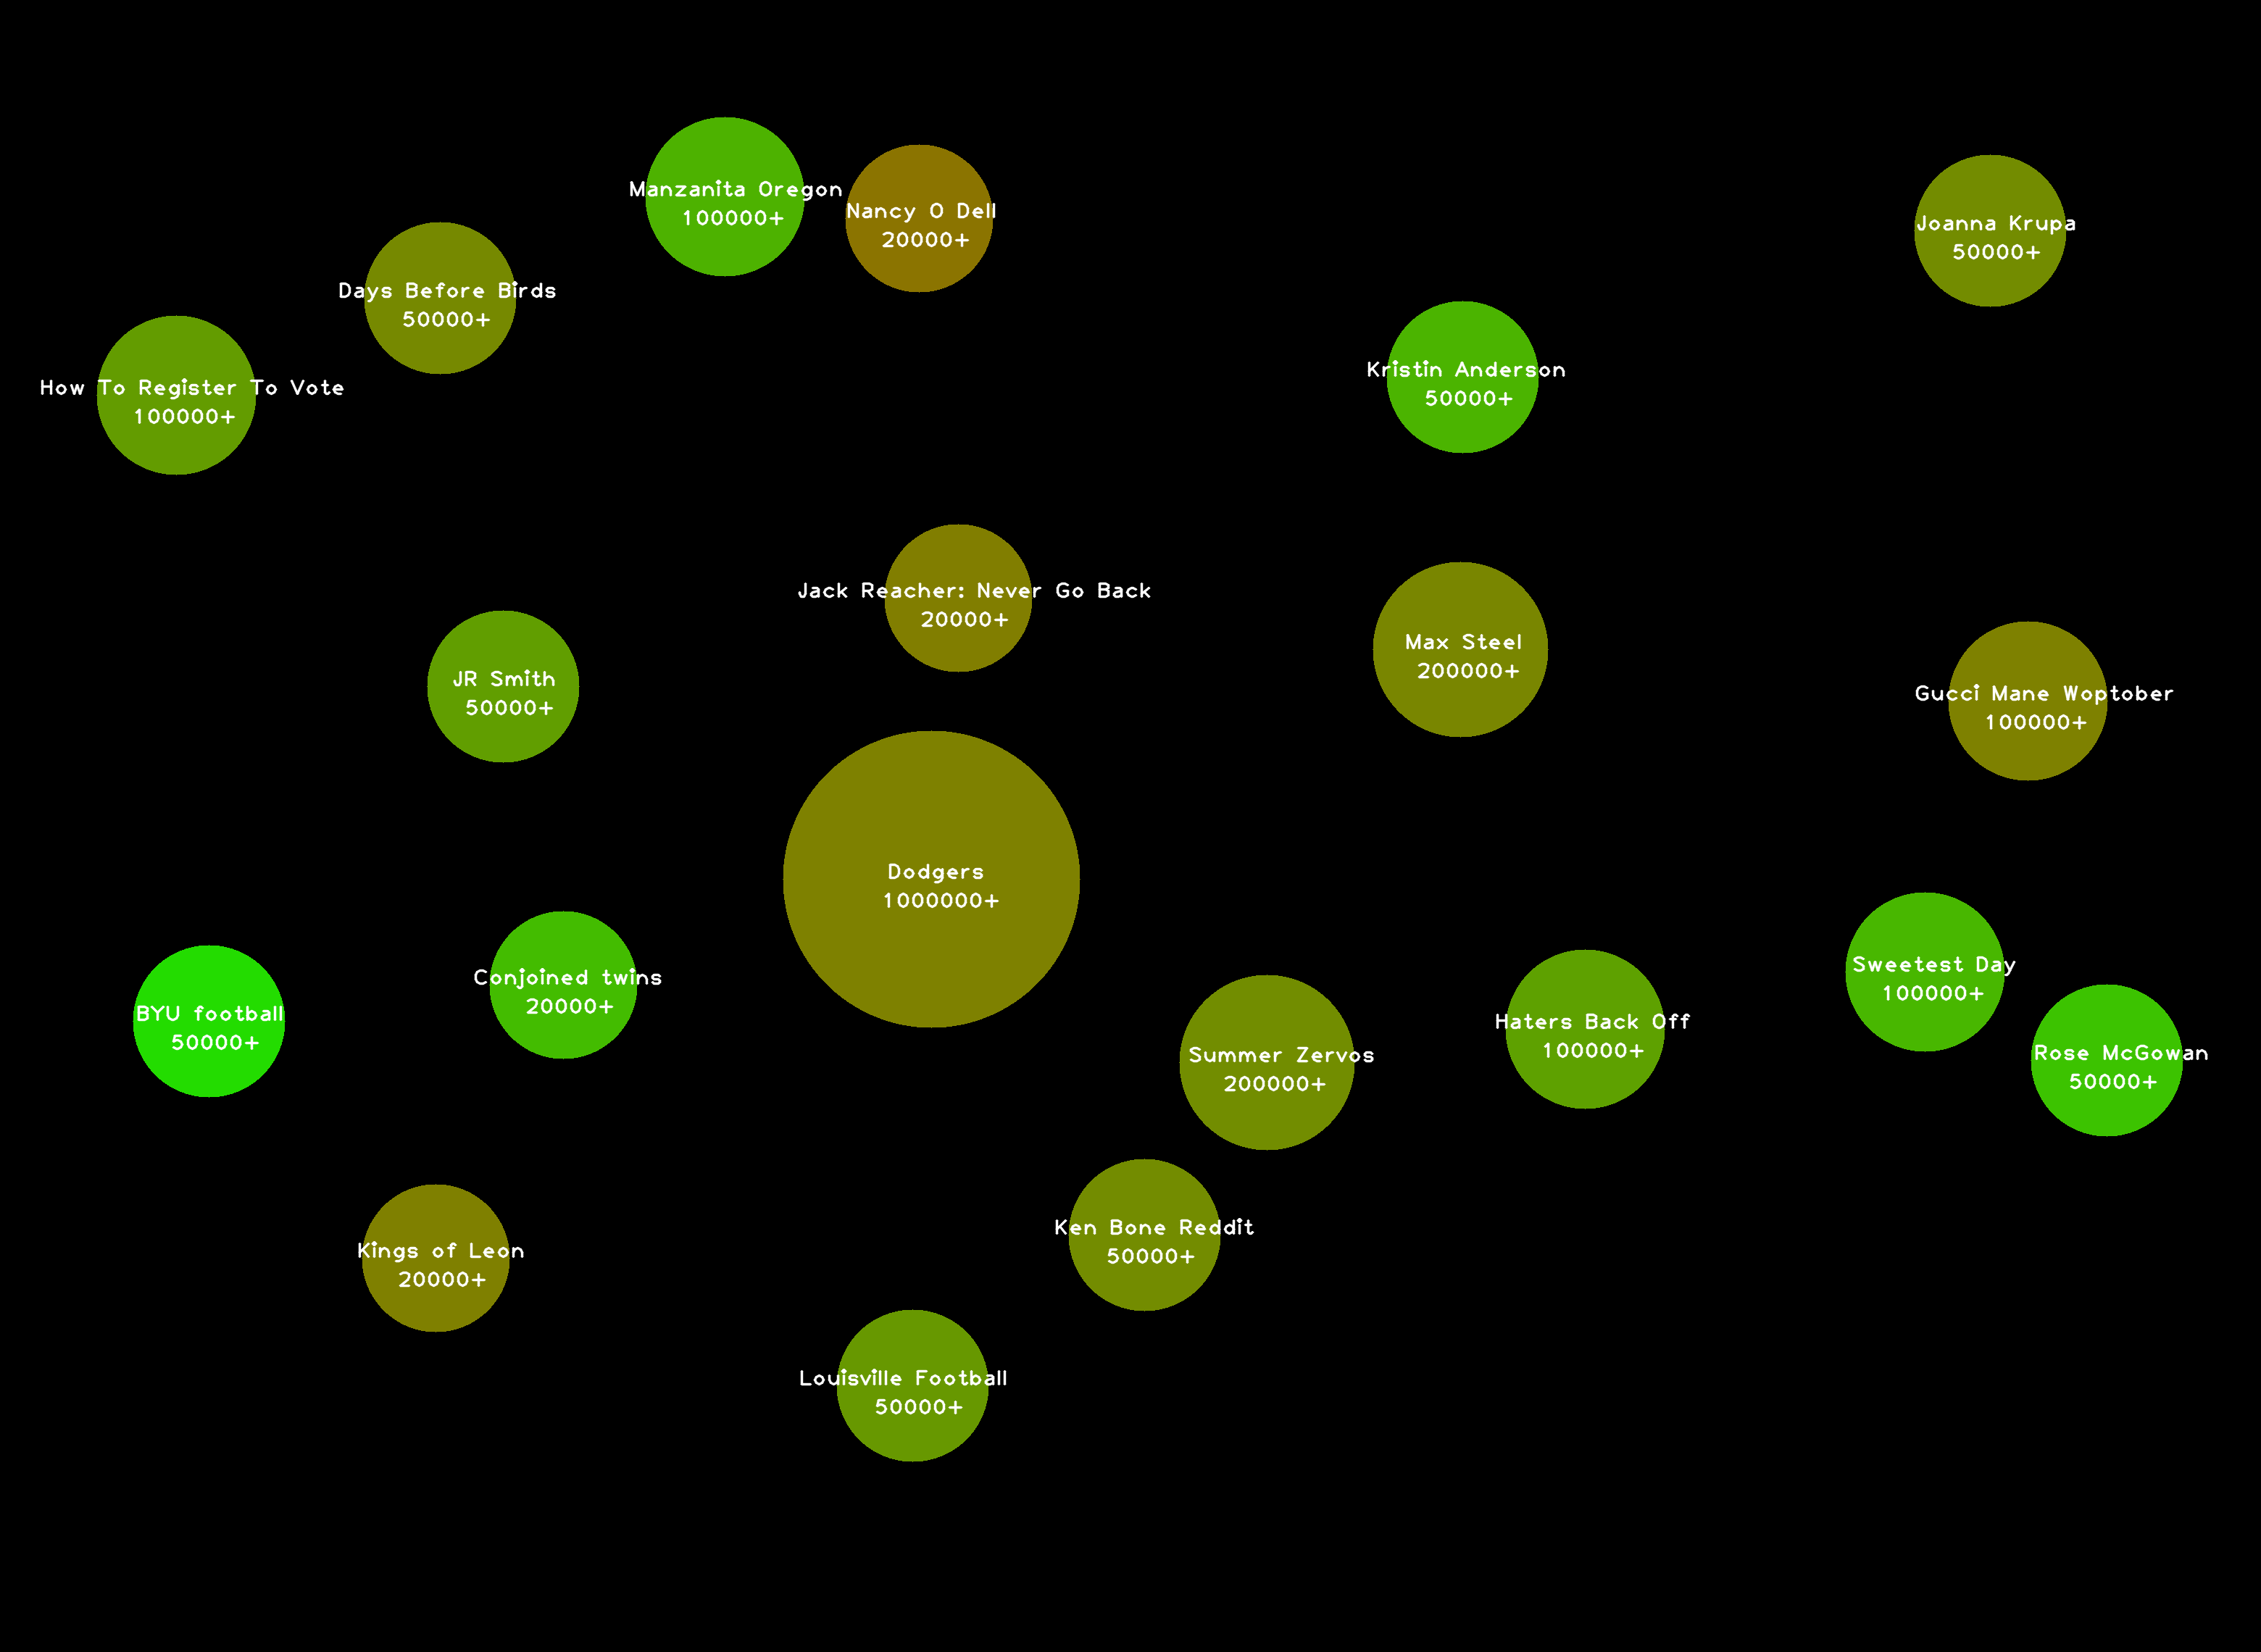 Manzanita Oregon
100000+
Nancy O Dell
20000+
Joanna Krupa
50000+
Days Before Birds
50000+
Kristin Anderson
50000+
How To Register To Vote
100000+
Jack Reacher: Never Go Back
20000+
Max Steel
200000+
JR Smith
50000+
Gucci Mane Woptober
100000+
Dodgers
1000000+
Sweetest Day
100000+
Conjoined twins
20000+
BYU football
50000+
Haters Back Off
100000+
Summer Zervos
200000+
Rose McGowan
50000+
Ken Bone Reddit
50000+
Kings of Leon
20000+
Louisville Football
50000+